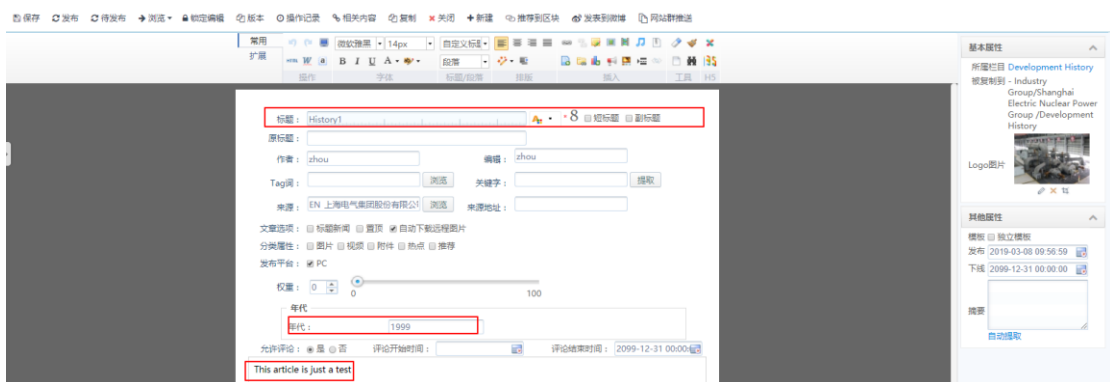 保存 发布 待发布 浏览 锁定编辑 版本 操作记录 相关内容 复制 关闭 新建 推荐到区块 发表到微博 网站群推送
常用 微软雅黑 14px 自定义标题
扩展 HTML W a B I U A 段落
操作 字体 标题/段落 排版 插入 工具 H5
标题： History1 * 8 短标题 副标题
原标题：
作者： zhou 编辑： zhou
Tag词： 浏览 关键字： 提取
来源： EN 上海电气集团股份有限公司 浏览 来源地址：
文章选项： 标题新闻 置顶 自动下载远程图片
分类属性： 图片 视频 附件 热点 推荐
发布平台： PC
权重： 0 0 100
年代
年代： 1999
允许评论： 是 否 评论开始时间： 评论结束时间： 2099-12-31 00:00:
This article is just a test
基本属性
所属栏目 Development History
被复制到 - Industry
Group/Shanghai
Electric Nuclear Power
Group /Development
History
Logo图片
其他属性
模板 独立模板
发布 2019-03-08 09:56:59
下线 2099-12-31 00:00:00
摘要
自动提取